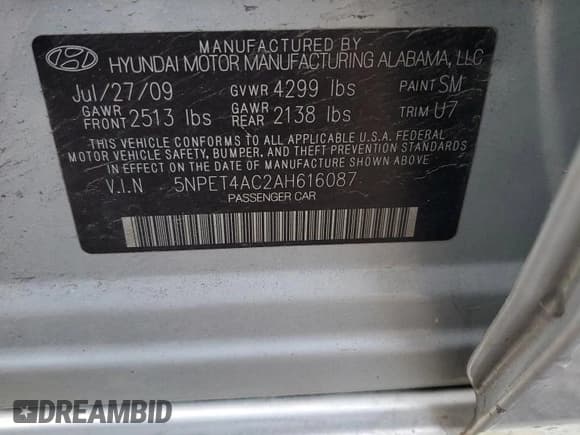 MANUFACTURED BY
HYUNDAI MOTOR MANUFACTURING ALABAMA, LLC
Jul/27/09 GVWR 4299 lbs PAINT SM
GAWR FRONT 2513 lbs GAWR REAR 2138 lbs TRIM U7
THIS VEHICLE CONFORMS TO ALL APPLICABLE U.S.A. FEDERAL
MOTOR VEHICLE SAFETY, BUMPER, AND THEFT PREVENTION STANDARDS
IN EFFECT ON THE DATE OF MANUFACTURE SHOWN ABOVE.
V.I.N 5NPET4AC2AH616087
PASSENGER CAR
DREAMBID